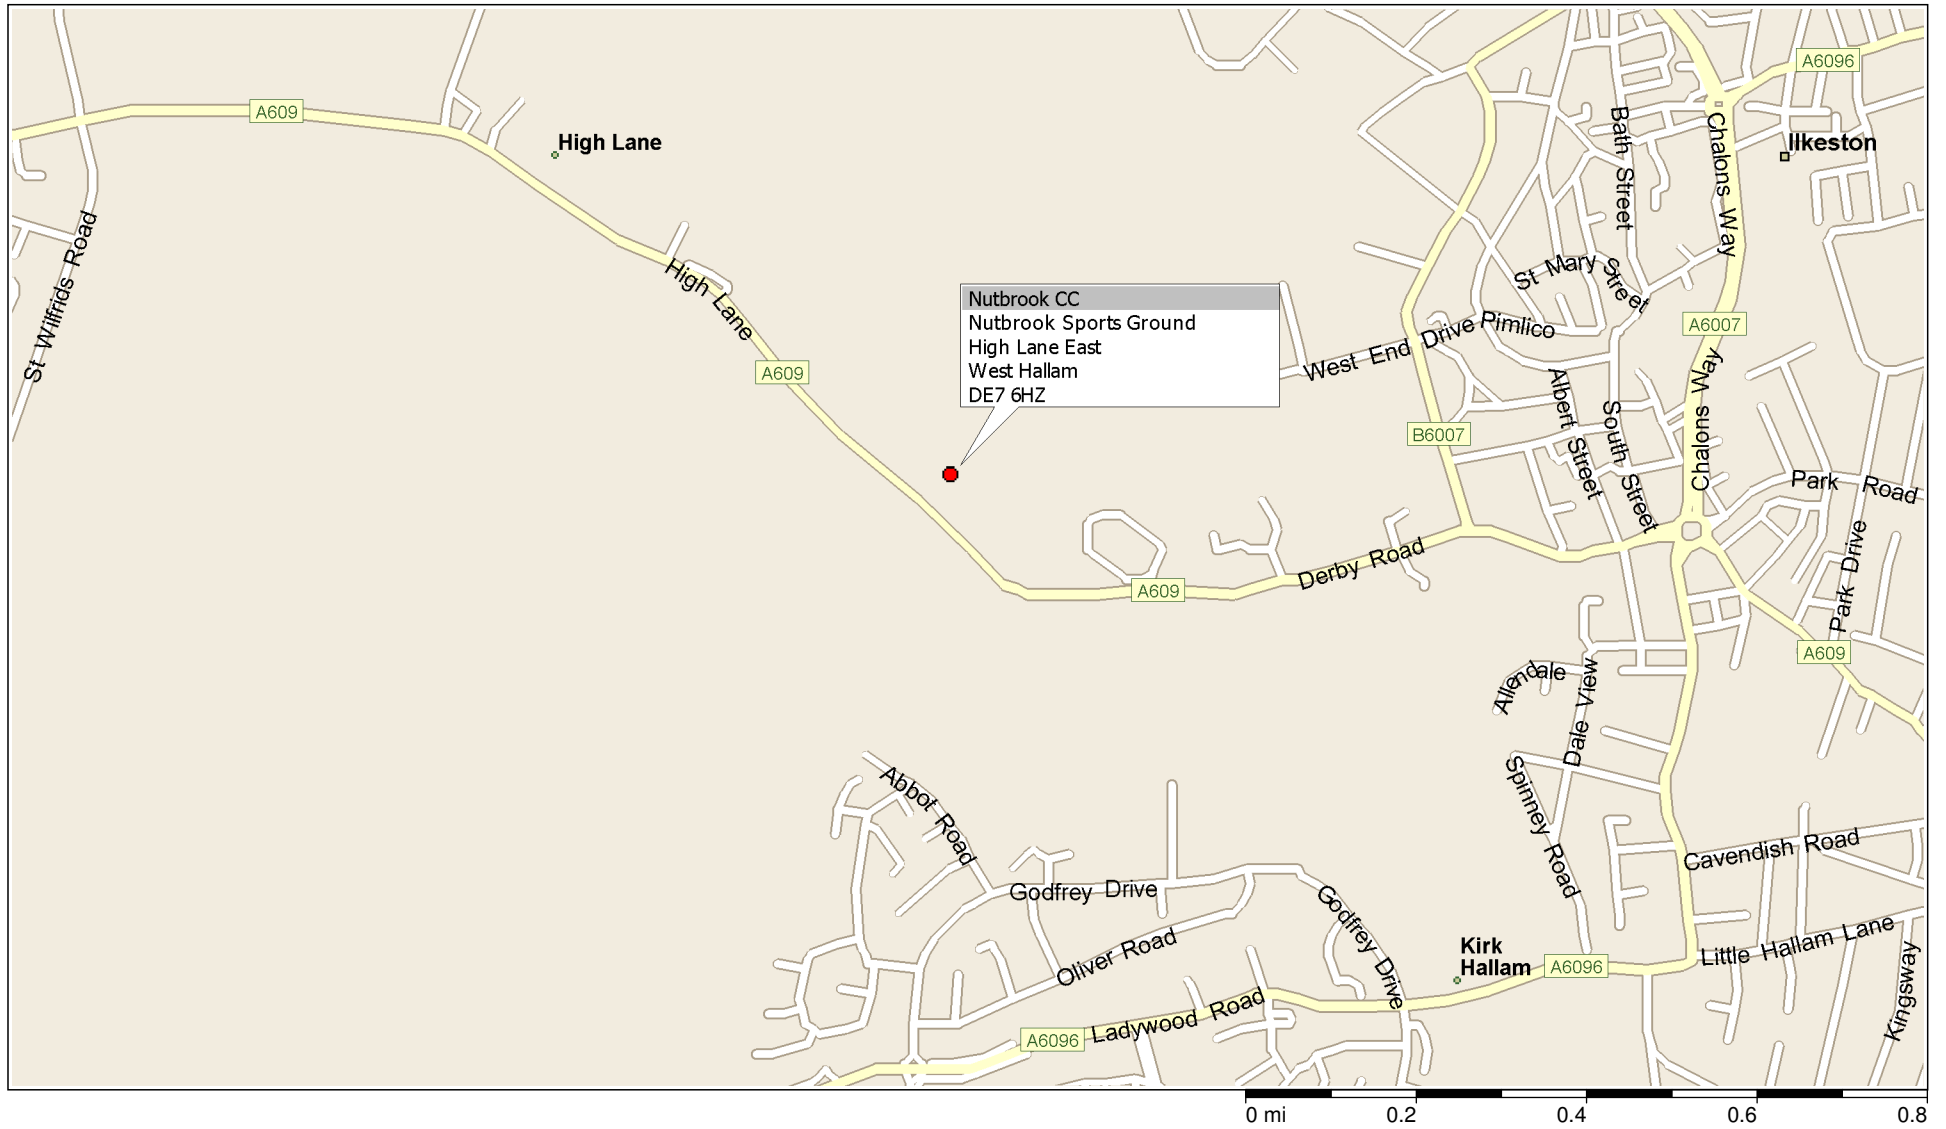 A6096
A609
High Lane
Ilkeston
Bath Street
Chalons Way
St Wilfrids Road
High Lane
St Mary Street
Nutbrook CC
Nutbrook Sports Ground
High Lane East
West Hallam
DE7 6HZ
A6007
West End Drive
Pimlico
A609
Albert Street
South Street
Chalons Way
B6007
Park Road
Derby Road
Park Drive
A609
A609
Allendale
Dale View
Abbot Road
Spinney Road
Cavendish Road
Godfrey Drive
Godfrey Drive
Oliver Road
Kirk
Hallam
A6096
Little Hallam Lane
Kingsway
Ladywood Road
A6096
0 mi
0.2
0.4
0.6
0.8